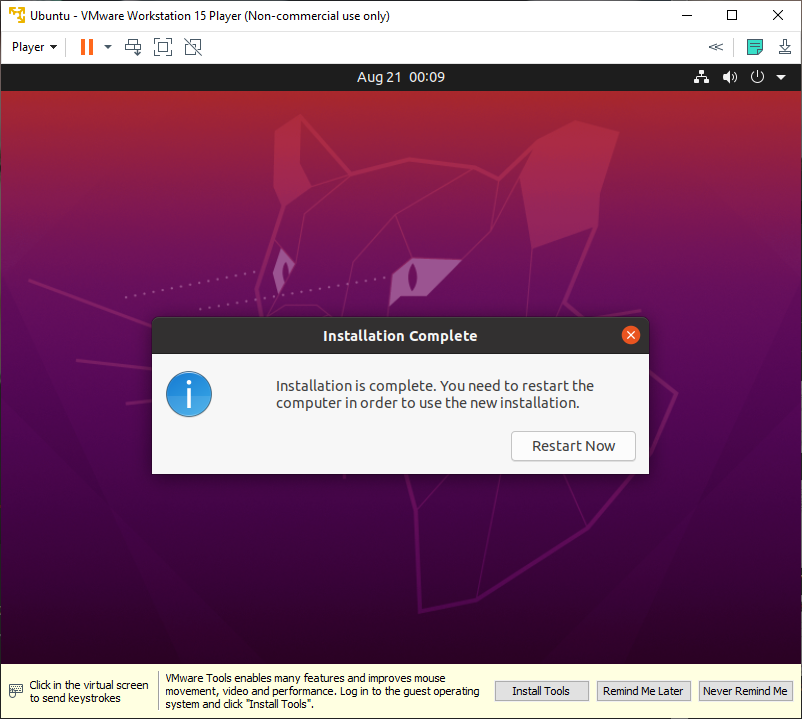 Ubuntu - VMware Workstation 15 Player (Non-commercial use only)
Player
Aug 21 00:09
Installation Complete
Installation is complete. You need to restart the
computer in order to use the new installation.
Restart Now
Click in the virtual screen
to send keystrokes
VMware Tools enables many features and improves mouse
movement, video and performance. Log in to the guest operating
system and click "Install Tools".
Install Tools
Remind Me Later
Never Remind Me